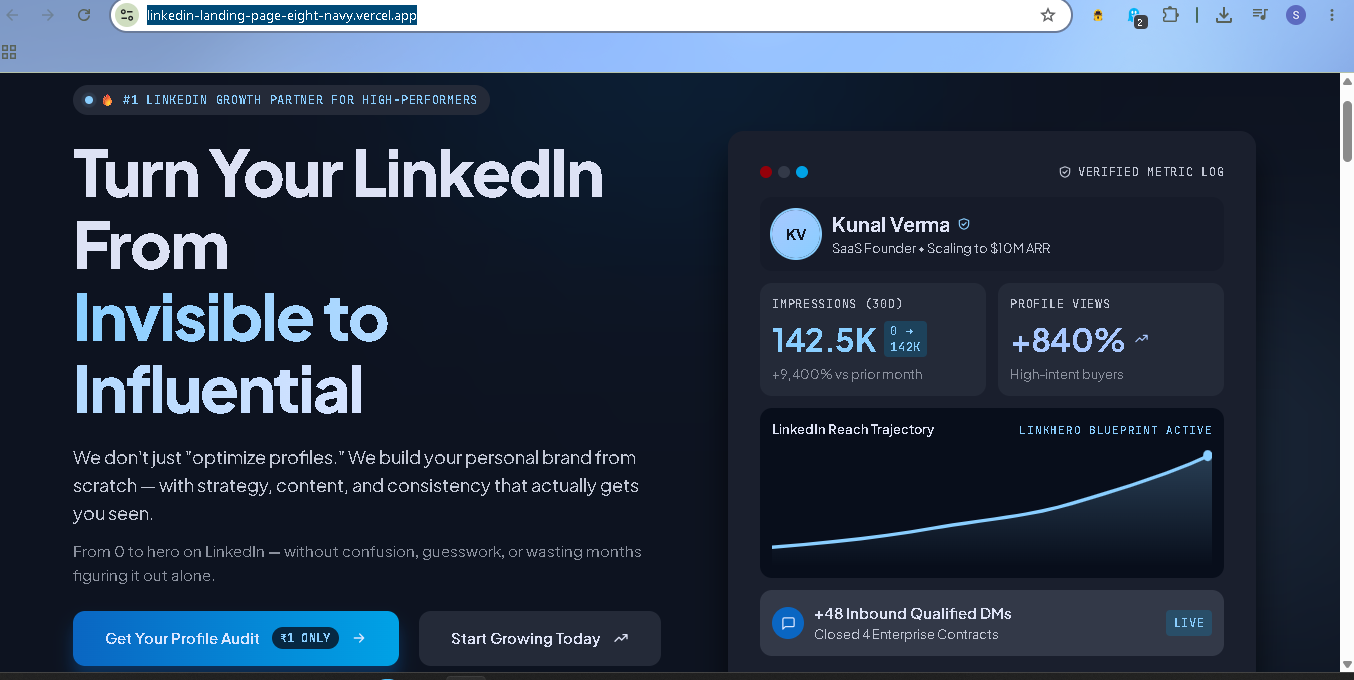 linkedin-landing-page-eight-navy.vercel.app
2
S
#1 LINKEDIN GROWTH PARTNER FOR HIGH-PERFORMERS
Turn Your LinkedIn
From
Invisible to
Influential
We don't just "optimize profiles." We build your personal brand from
scratch — with strategy, content, and consistency that actually gets
you seen.
From 0 to hero on LinkedIn — without confusion, guesswork, or wasting months
figuring it out alone.
Get Your Profile Audit ₹1 ONLY →
Start Growing Today
VERIFIED METRIC LOG
KV
Kunal Verma
SaaS Founder • Scaling to $10M ARR
IMPRESSIONS (30D)
142.5K
0 →
142K
+9,400% vs prior month
PROFILE VIEWS
+840%
High-intent buyers
LinkedIn Reach Trajectory
LINKHERO BLUEPRINT ACTIVE
+48 Inbound Qualified DMs
Closed 4 Enterprise Contracts
LIVE